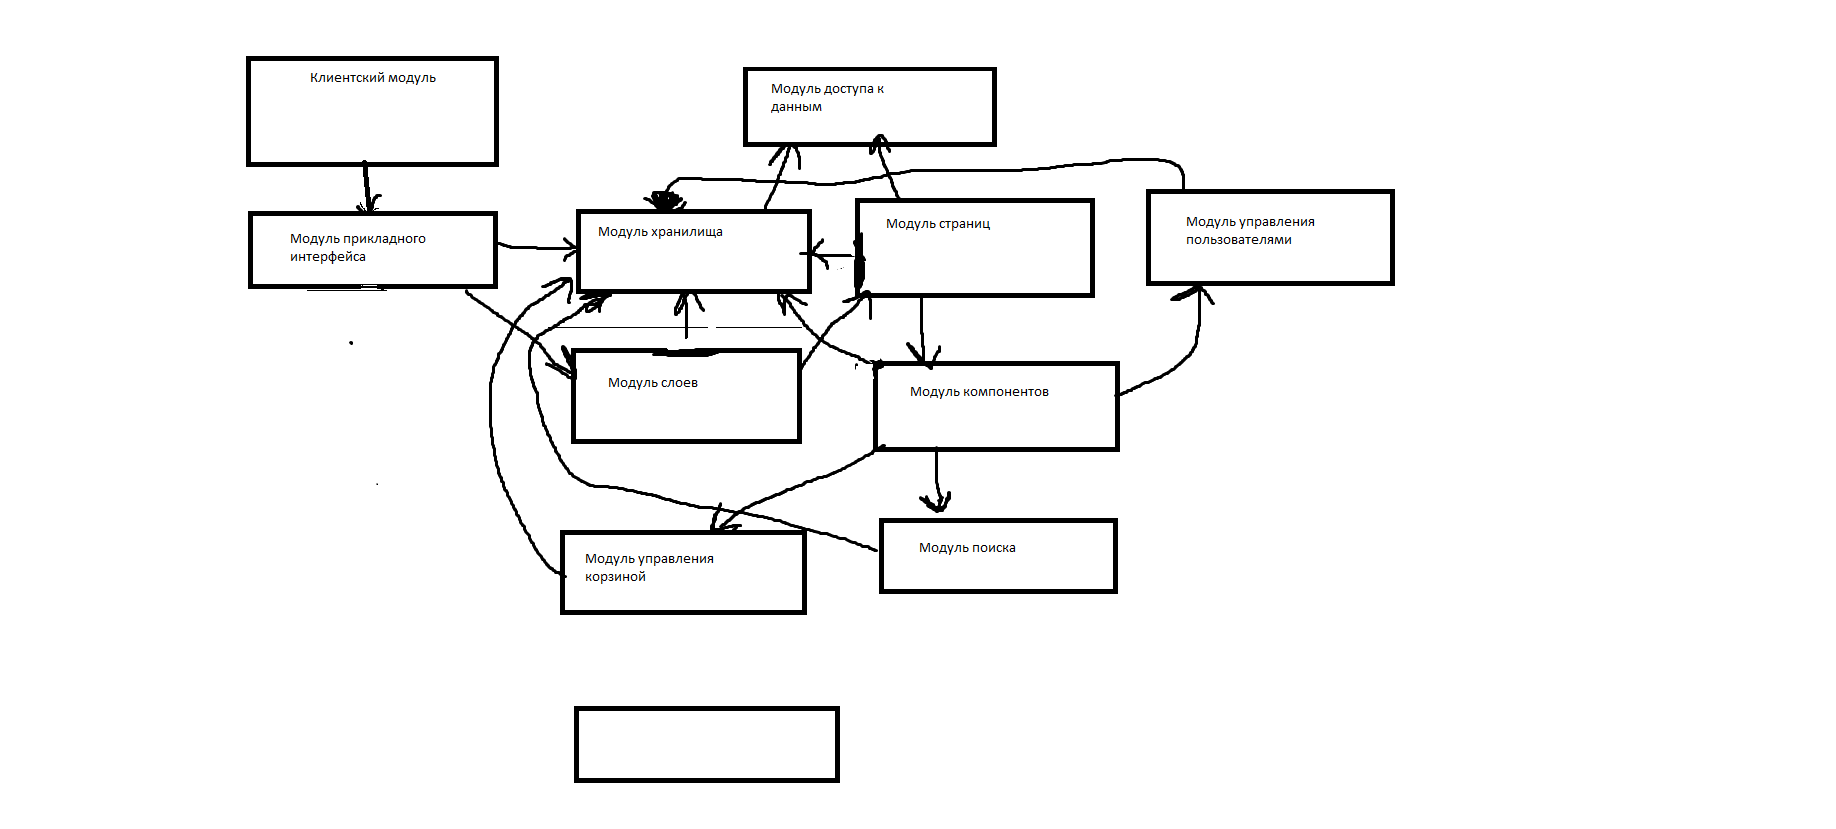 Клиентский модуль
Модуль доступа к
данным
Модуль прикладного
интерфейса
Модуль хранилища
Модуль страниц
Модуль управления
пользователями
Модуль слоев
Модуль компонентов
Модуль управления
корзиной
Модуль поиска